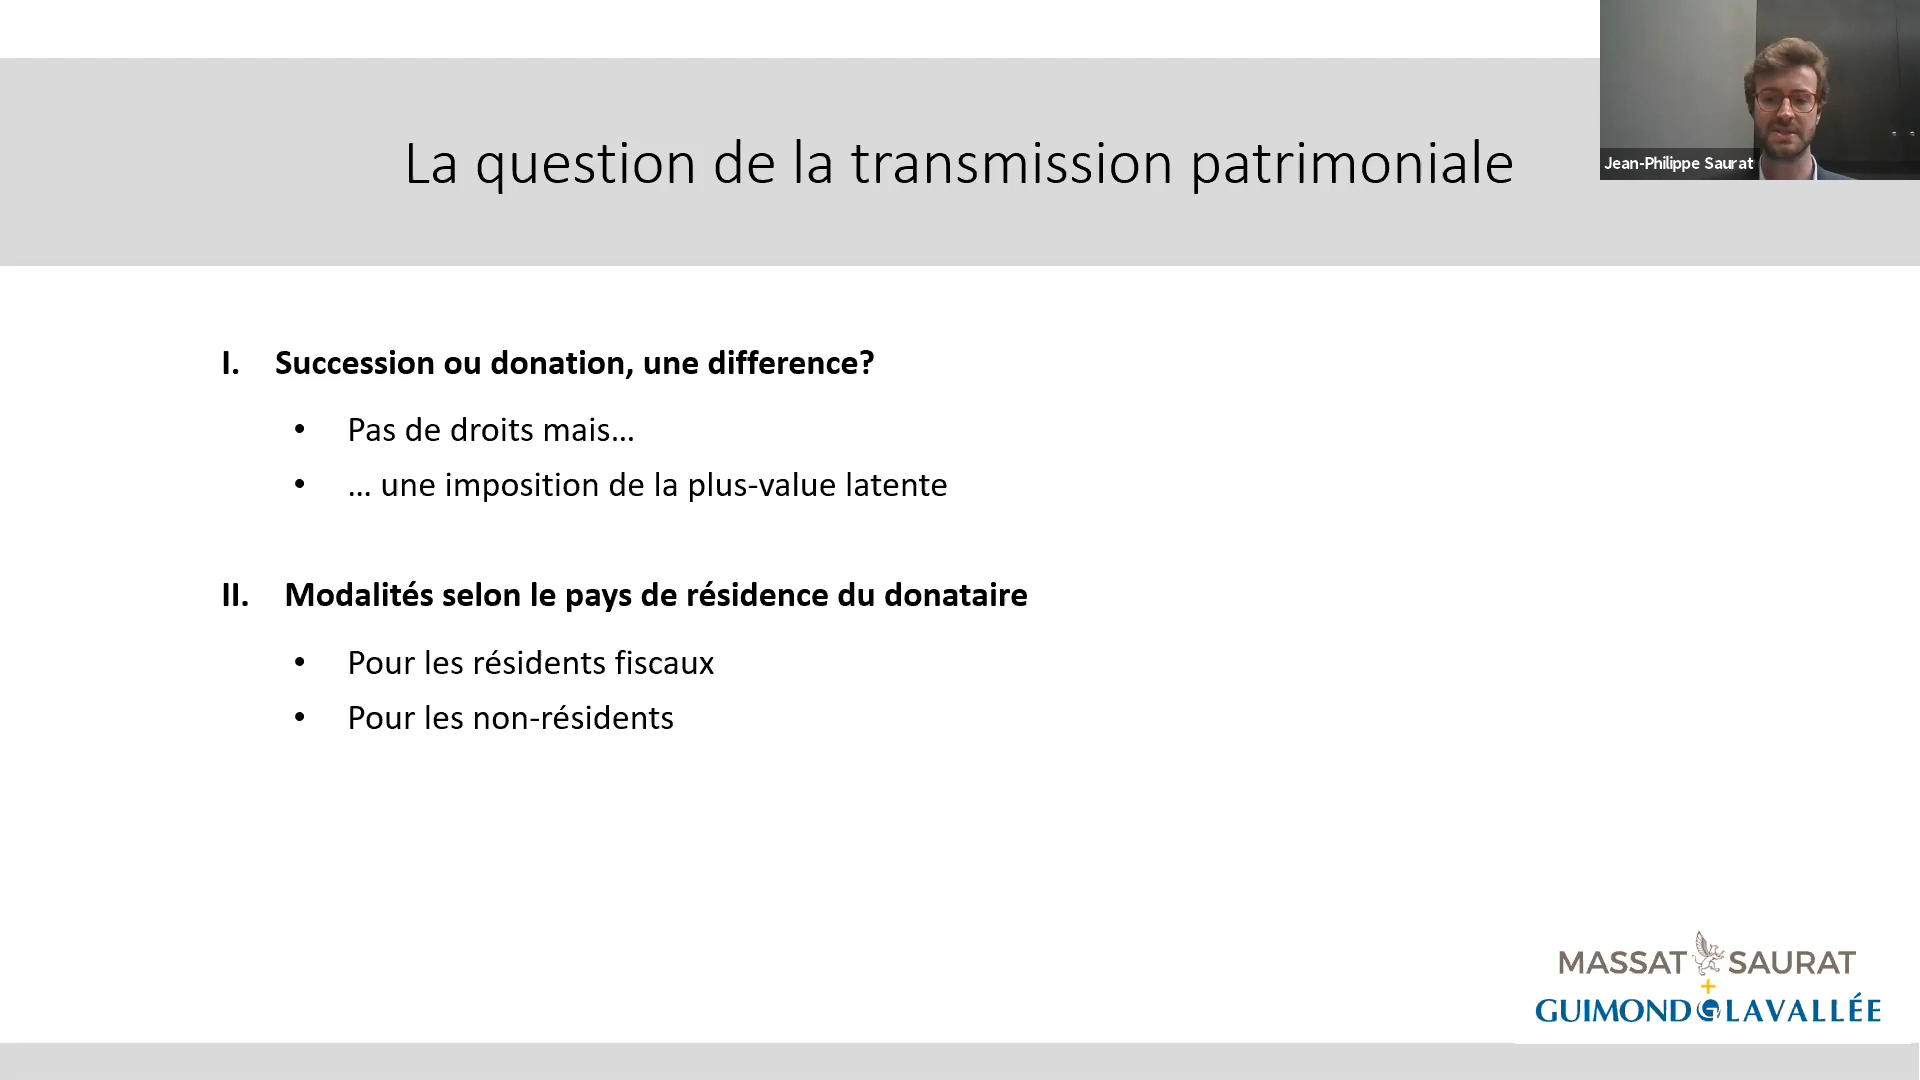 La question de la transmission patrimoniale
Jean-Philippe Saurat
I. Succession ou donation, une difference?
• Pas de droits mais...
• ... une imposition de la plus-value latente
II. Modalités selon le pays de résidence du donataire
• Pour les résidents fiscaux
• Pour les non-résidents
MASSAT SAURAT
+
GUIMOND LAVALLÉE